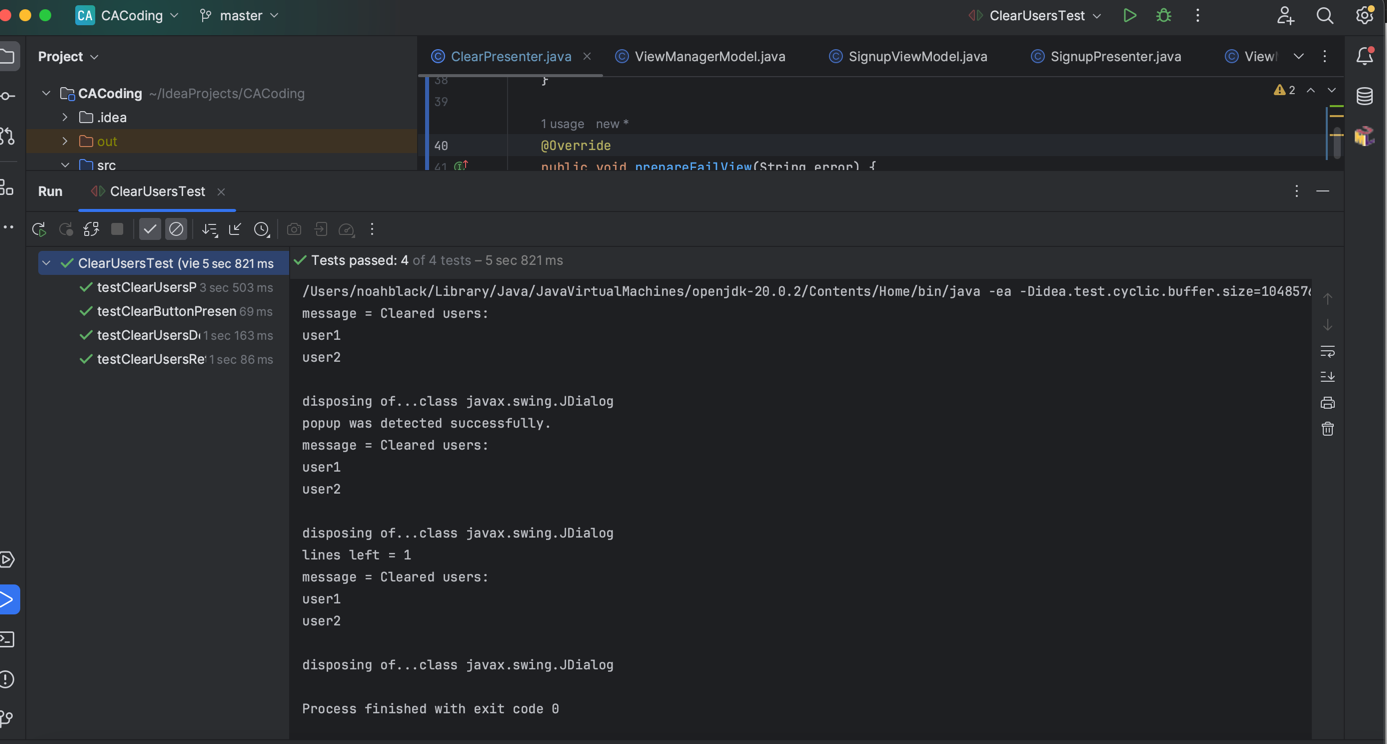 CA CACoding master ClearUsersTest
Project ClearPresenter.java ViewManagerModel.java SignupViewModel.java SignupPresenter.java View
38 }
CACoding ~/IdeaProjects/CACoding 39 2
.idea 1 usage new *
out 40 @Override
src 41 public void prepareFailView(String error) {
Run ClearUsersTest
ClearUsersTest (vie 5 sec 821 ms Tests passed: 4 of 4 tests – 5 sec 821 ms
testClearUsersP 3 sec 503 ms /Users/noahblack/Library/Java/JavaVirtualMachines/openjdk-20.0.2/Contents/Home/bin/java -ea -Didea.test.cyclic.buffer.size=1048576
testClearButtonPresen 69 ms message = Cleared users:
testClearUsersDe 1 sec 163 ms user1
testClearUsersRe 1 sec 86 ms user2
disposing of...class javax.swing.JDialog
popup was detected successfully.
message = Cleared users:
user1
user2
disposing of...class javax.swing.JDialog
lines left = 1
message = Cleared users:
user1
user2
disposing of...class javax.swing.JDialog
Process finished with exit code 0